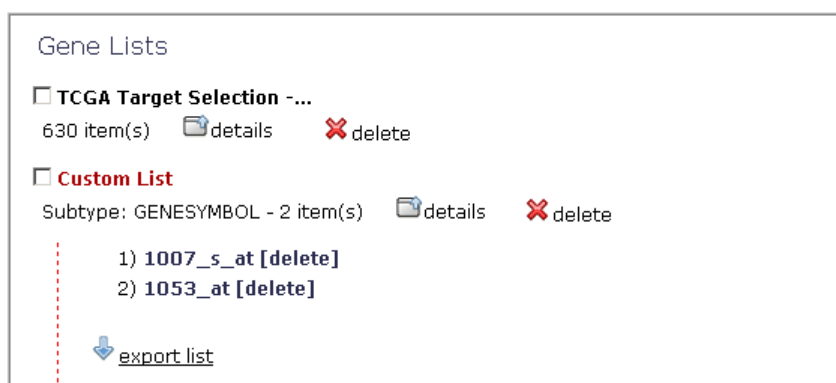 Gene Lists
TCGA Target Selection -...
630 item(s) details delete
Custom List
Subtype: GENESYMBOL - 2 item(s) details delete
1) 1007_s_at [delete]
2) 1053_at [delete]
export list